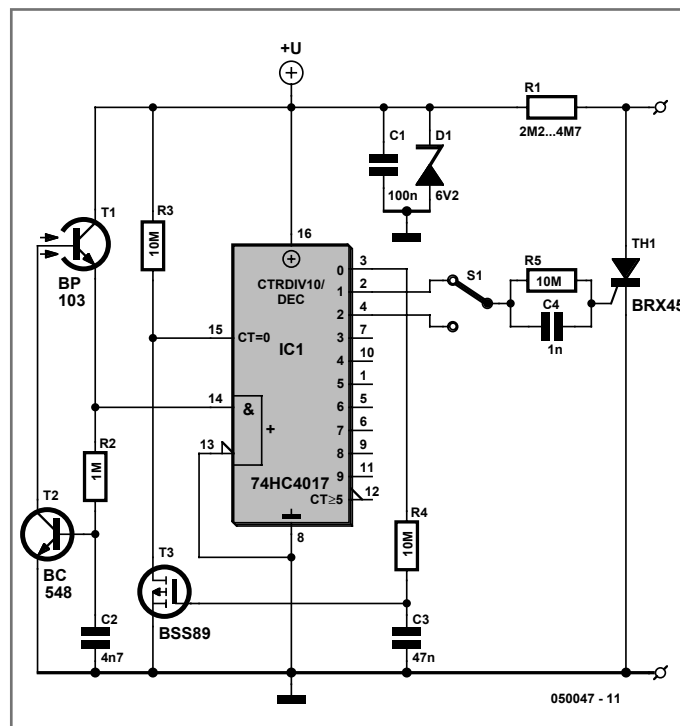 +U
R1
2M2...4M7
C1
100n
D1
6V2
T1
BP
103
R3
10M
16
CTRDIV10/
DEC
IC1
15
CT=0
14
&
+
13
74HC4017
CT≥5
8
0
3
1
2
2
4
3
7
4
10
5
1
6
5
7
6
8
9
9
11
12
S1
R5
10M
C4
1n
TH1
BRX45
R2
1M
T2
BC
548
T3
BSS89
R4
10M
C2
4n7
C3
47n
050047 - 11